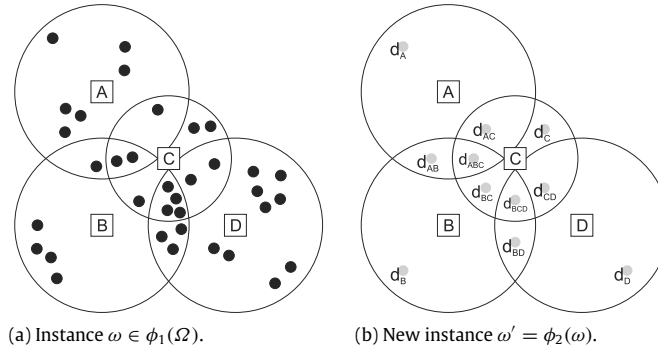 A
C
B
D
(a) Instance ω ∈ ϕ₁(Ω).
d_A
A
d_AC
d_C
d_AB
d_ABC
C
d_BC
d_BCD
d_CD
B
D
d_BD
d_B
d_D
(b) New instance ω′ = ϕ₂(ω).